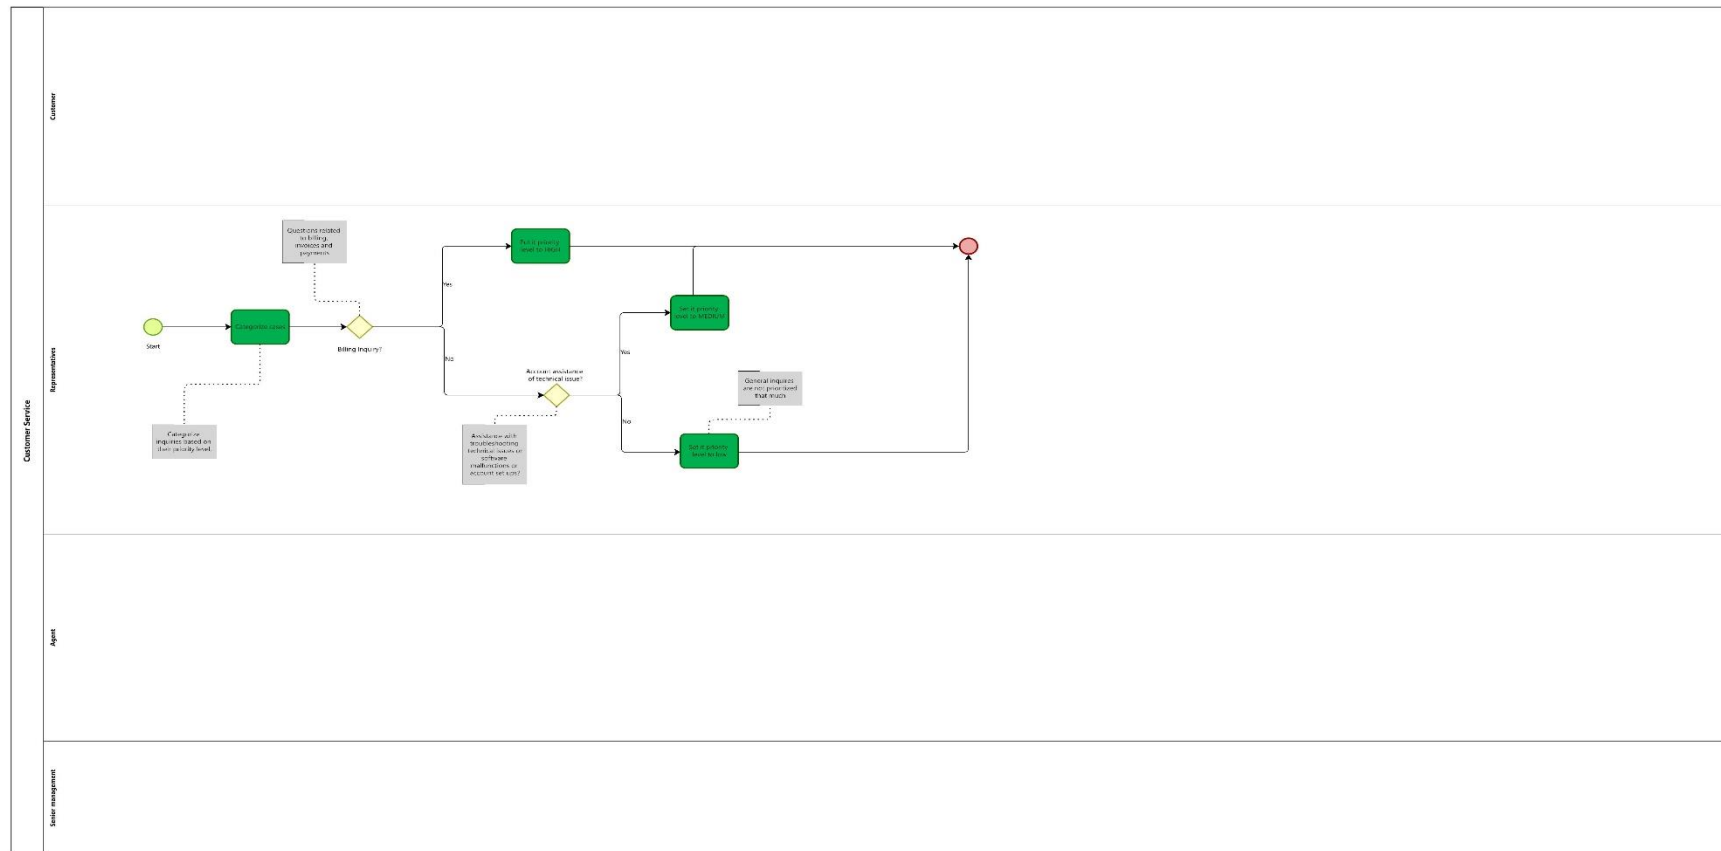 Customer Service
Customer
Representatives
Agent
Senior management
Start
Categorize cases
Categorize
inquiries based on
their priority level.
Questions related
to billing,
invoices and
payments
Billing Inquiry?
Yes
No
Put it priority
level to HIGH
Account assistance
of technical issue?
Assistance with
troubleshooting
technical issues or
software
malfunctions or
account set ups?
Yes
No
Set it priority
level to MEDIUM
General inquires
are not prioritized
that much
Set it priority
level to low